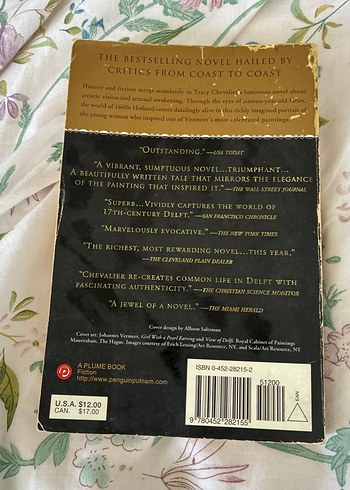 THE BESTSELLING NOVEL HAILED BY
CRITICS FROM COAST TO COAST
History and fiction merge seamlessly in Tracy Chevalier's luminous novel about
artistic vision and sensual awakening. Through the eyes of sixteen-year-old Griet,
the world of 1660s Holland comes dazzlingly alive in this richly imagined portrait of
the young woman who inspired one of Vermeer's most celebrated paintings.
"OUTSTANDING." —USA TODAY
"A VIBRANT, SUMPTUOUS NOVEL...TRIUMPHANT...
A BEAUTIFULLY WRITTEN TALE THAT MIRRORS THE ELEGANCE
OF THE PAINTING THAT INSPIRED IT." —THE WALL STREET JOURNAL
"SUPERB...VIVIDLY CAPTURES THE WORLD OF
17TH-CENTURY DELFT." —SAN FRANCISCO CHRONICLE
"MARVELOUSLY EVOCATIVE." —THE NEW YORK TIMES
"THE RICHEST, MOST REWARDING NOVEL...THIS YEAR."
—THE CLEVELAND PLAIN DEALER
"CHEVALIER RE-CREATES COMMON LIFE IN DELFT WITH
FASCINATING AUTHENTICITY." —THE CHRISTIAN SCIENCE MONITOR
"A JEWEL OF A NOVEL." —THE MIAMI HERALD
Cover design by Allison Saltzman
Cover art: Johannes Vermeer, Girl With a Pearl Earring and View of Delft, Royal Cabinet of Paintings
Mauritshuis, The Hague. Images courtesy of Erich Lessing/Art Resource, NY, and Scala/Art Resource, NY
A PLUME BOOK
Fiction
http://www.penguinputnam.com
U.S.A. $12.00
CAN. $17.00
ISBN 0-452-28215-2
51200
9 780452 282155
EAN